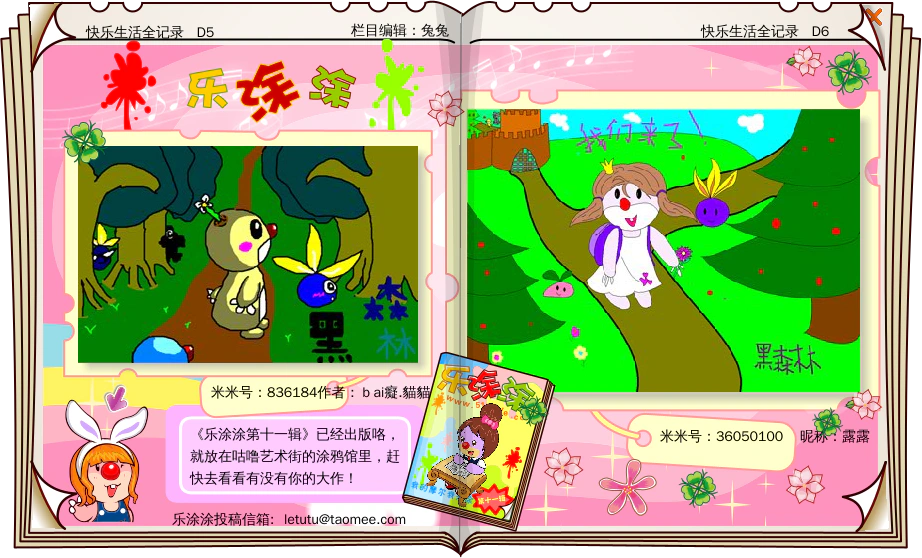 快乐生活全记录 D5
栏目编辑：兔兔
快乐生活全记录 D6
乐涂涂
我们来了！
黑森林
黑森林
米米号：836184作者：b ai癡.貓貓
米米号：36050100 昵称：露露
乐涂涂
《乐涂涂第十一辑》已经出版咯，
就放在咕噜艺术街的涂鸦馆里，赶
快去看看有没有你的大作！
第十一辑
乐涂涂投稿信箱: letutu@taomee.com